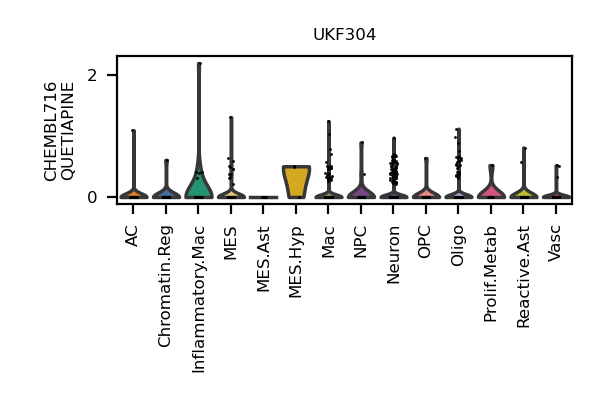 UKF304
CHEMBL716
QUETIAPINE
2
0
AC
Chromatin.Reg
Inflammatory.Mac
MES
MES.Ast
MES.Hyp
Mac
NPC
Neuron
OPC
Oligo
Prolif.Metab
Reactive.Ast
Vasc